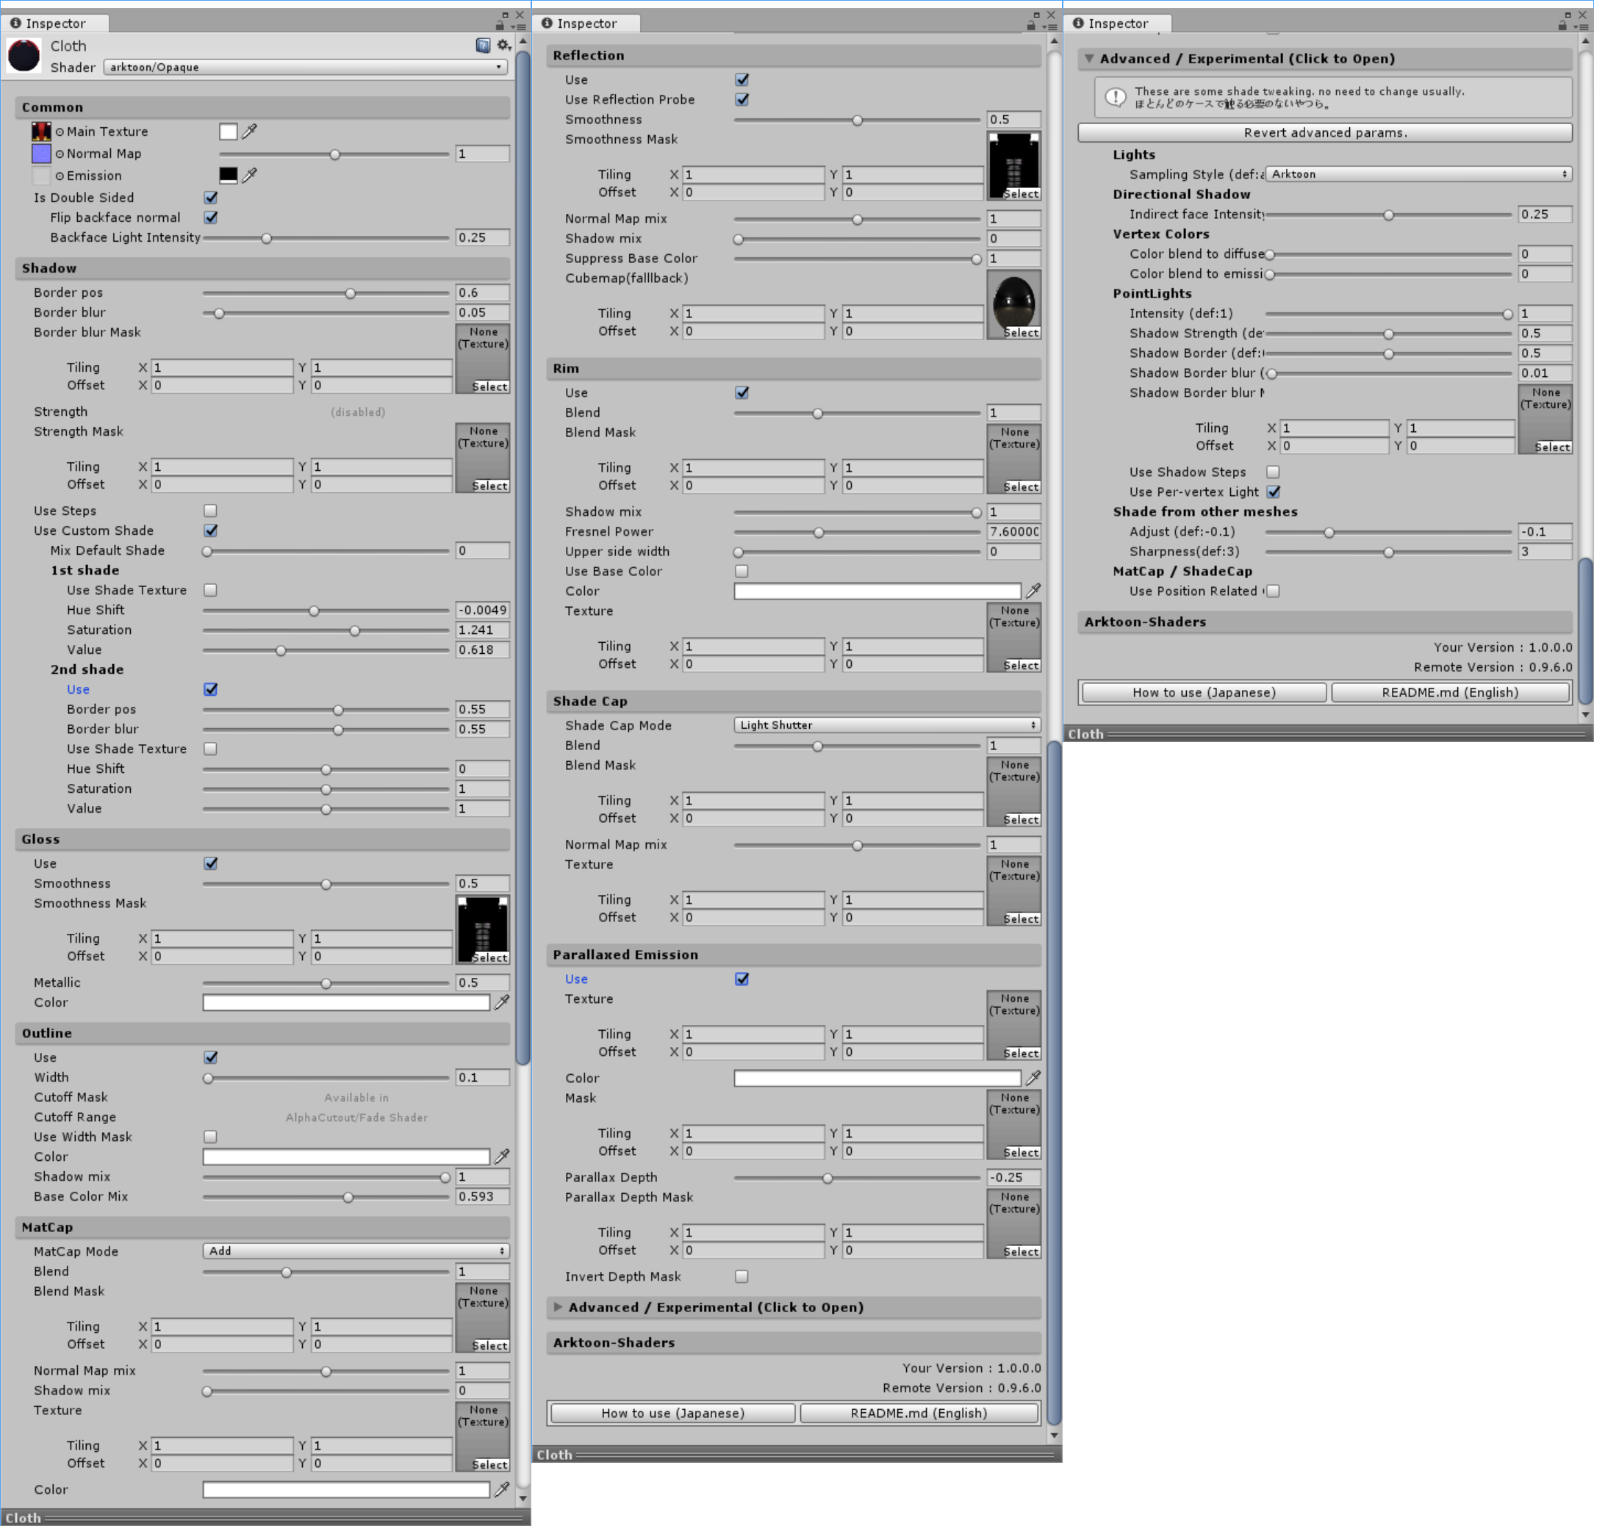 Inspector
Cloth
Shader arktoon/Opaque
Common
Main Texture
Normal Map 1
Emission
Is Double Sided
Flip backface normal
Backface Light Intensity 0.25
Shadow
Border pos 0.6
Border blur 0.05
Border blur Mask None (Texture)
Tiling X 1 Y 1
Offset X 0 Y 0 Select
Strength (disabled)
Strength Mask None (Texture)
Tiling X 1 Y 1
Offset X 0 Y 0 Select
Use Steps
Use Custom Shade
Mix Default Shade 0
1st shade
Use Shade Texture
Hue Shift -0.0049
Saturation 1.241
Value 0.618
2nd shade
Use
Border pos 0.55
Border blur 0.55
Use Shade Texture
Hue Shift 0
Saturation 1
Value 1
Gloss
Use
Smoothness 0.5
Smoothness Mask
Tiling X 1 Y 1
Offset X 0 Y 0 Select
Metallic 0.5
Color
Outline
Use
Width 0.1
Cutoff Mask Available in
Cutoff Range AlphaCutout/Fade Shader
Use Width Mask
Color
Shadow mix 1
Base Color Mix 0.593
MatCap
MatCap Mode Add
Blend 1
Blend Mask None (Texture)
Tiling X 1 Y 1
Offset X 0 Y 0 Select
Normal Map mix 1
Shadow mix 0
Texture None (Texture)
Tiling X 1 Y 1
Offset X 0 Y 0 Select
Color
Cloth
Inspector
Reflection
Use
Use Reflection Probe
Smoothness 0.5
Smoothness Mask
Tiling X 1 Y 1
Offset X 0 Y 0 Select
Normal Map mix 1
Shadow mix 0
Suppress Base Color 1
Cubemap(falllback)
Tiling X 1 Y 1
Offset X 0 Y 0 Select
Rim
Use
Blend 1
Blend Mask None (Texture)
Tiling X 1 Y 1
Offset X 0 Y 0 Select
Shadow mix 1
Fresnel Power 7.60000
Upper side width 0
Use Base Color
Color
Texture None (Texture)
Tiling X 1 Y 1
Offset X 0 Y 0 Select
Shade Cap
Shade Cap Mode Light Shutter
Blend 1
Blend Mask None (Texture)
Tiling X 1 Y 1
Offset X 0 Y 0 Select
Normal Map mix 1
Texture None (Texture)
Tiling X 1 Y 1
Offset X 0 Y 0 Select
Parallaxed Emission
Use
Texture None (Texture)
Tiling X 1 Y 1
Offset X 0 Y 0 Select
Color
Mask None (Texture)
Tiling X 1 Y 1
Offset X 0 Y 0 Select
Parallax Depth -0.25
Parallax Depth Mask None (Texture)
Tiling X 1 Y 1
Offset X 0 Y 0 Select
Invert Depth Mask
Advanced / Experimental (Click to Open)
Arktoon-Shaders
Your Version : 1.0.0.0
Remote Version : 0.9.6.0
How to use (Japanese) README.md (English)
Cloth
Inspector
Advanced / Experimental (Click to Open)
These are some shade tweaking. no need to change usually.
ほとんどのケースで触る必要のないやつら。
Revert advanced params.
Lights
Sampling Style (def: Arktoon
Directional Shadow
Indirect face Intensity 0.25
Vertex Colors
Color blend to diffuse 0
Color blend to emissi 0
PointLights
Intensity (def:1) 1
Shadow Strength (de 0.5
Shadow Border (def: 0.5
Shadow Border blur ( 0.01
Shadow Border blur None (Texture)
Tiling X 1 Y 1
Offset X 0 Y 0 Select
Use Shadow Steps
Use Per-vertex Light
Shade from other meshes
Adjust (def:-0.1) -0.1
Sharpness(def:3) 3
MatCap / ShadeCap
Use Position Related
Arktoon-Shaders
Your Version : 1.0.0.0
Remote Version : 0.9.6.0
How to use (Japanese) README.md (English)
Cloth